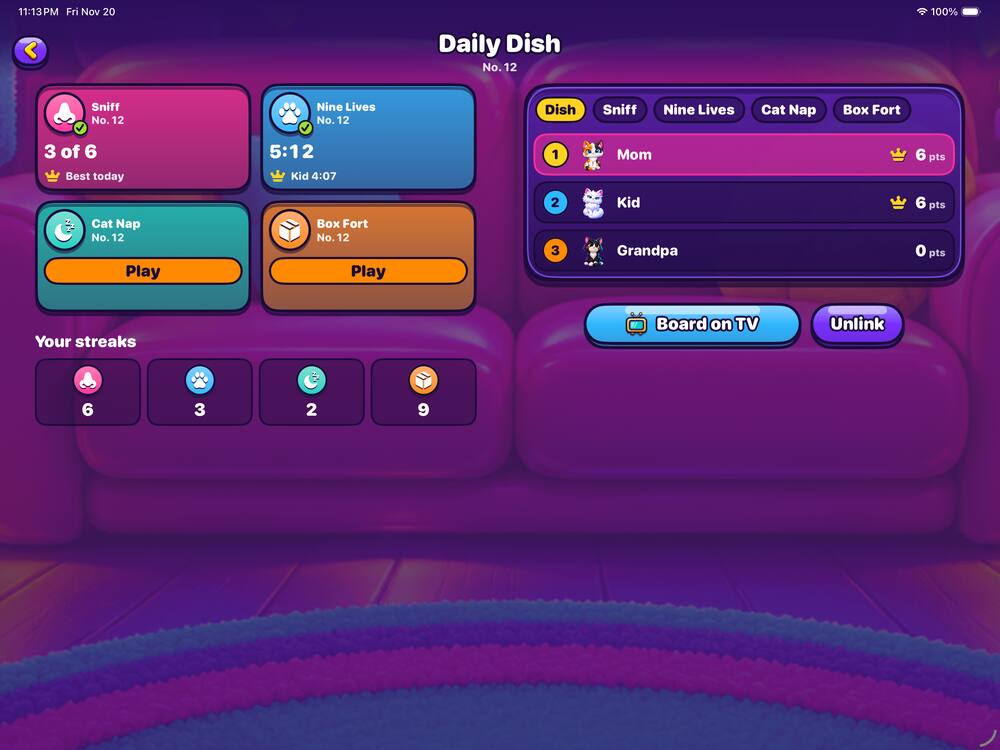 11:13 PM Fri Nov 20
100%
Daily Dish
No. 12
Sniff
No. 12
3 of 6
Best today
Nine Lives
No. 12
5:12
Kid 4:07
Cat Nap
No. 12
Play
Box Fort
No. 12
Play
Your streaks
6
3
2
9
Dish
Sniff
Nine Lives
Cat Nap
Box Fort
1 Mom 6 pts
2 Kid 6 pts
3 Grandpa 0 pts
Board on TV
Unlink